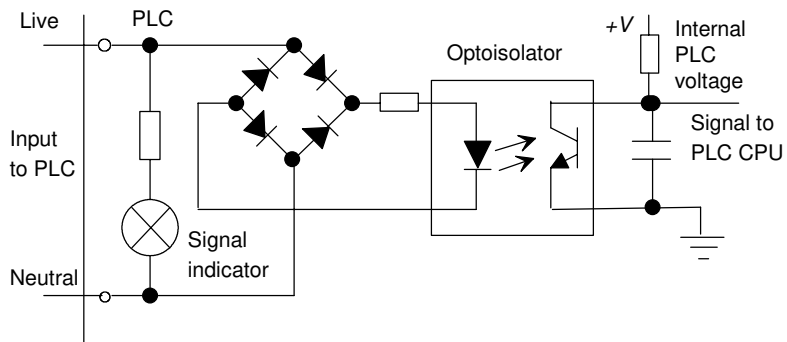 Live
PLC
Optoisolator
+V
Internal
PLC
voltage
Input
to PLC
Signal to
PLC CPU
Signal
indicator
Neutral